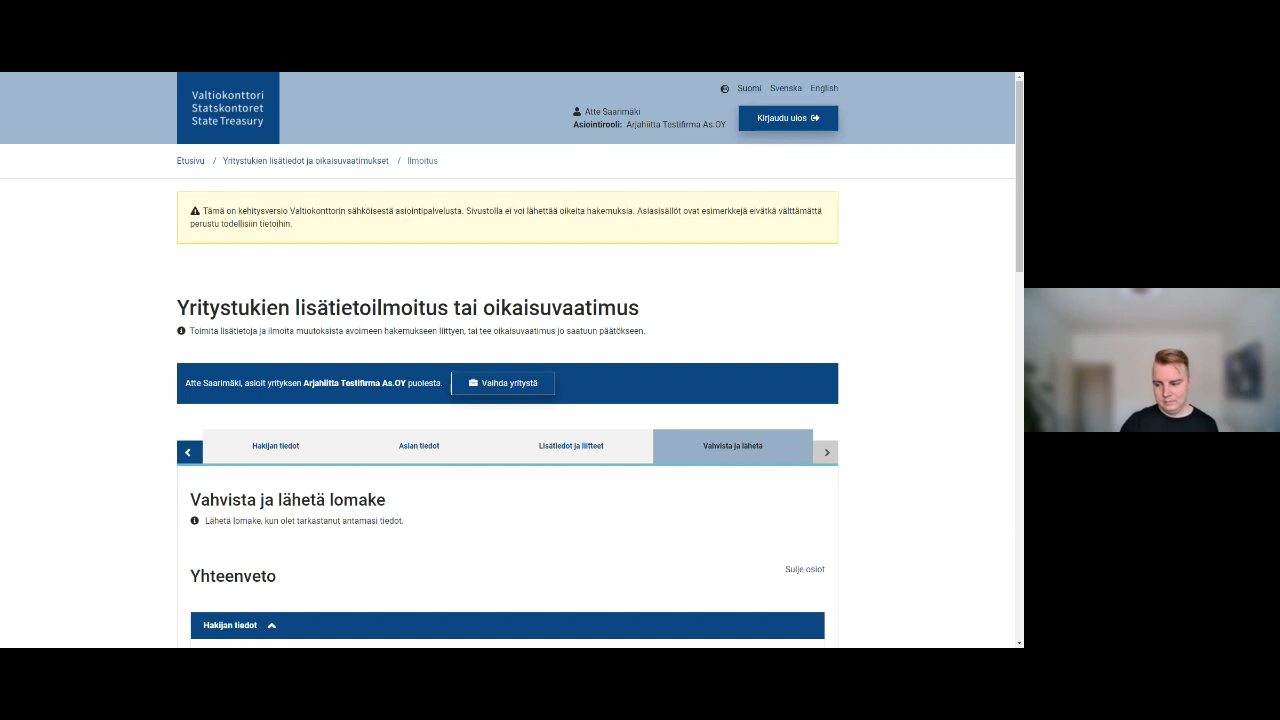 Valtiokonttori
Statskontoret
State Treasury
Suomi Svenska English
Atte Saarimäki
Asiointirooli: Arjahiitta Testifirma As.OY
Kirjaudu ulos
Etusivu / Yritystukien lisätiedot ja oikaisuvaatimukset / Ilmoitus
Tämä on kehitysversio Valtiokonttorin sähköisestä asiointipalvelusta. Sivustolla ei voi lähettää oikeita hakemuksia. Asiasisällöt ovat esimerkkejä eivätkä välttämättä
perustu todellisiin tietoihin.
Yritystukien lisätietoilmoitus tai oikaisuvaatimus
Toimita lisätietoja ja ilmoita muutoksista avoimeen hakemukseen liittyen, tai tee oikaisuvaatimus jo saatuun päätökseen.
Atte Saarimäki, asioit yrityksen Arjahiitta Testifirma As.OY puolesta. Vaihda yritystä
Hakijan tiedot Asian tiedot Lisätiedot ja liitteet Vahvista ja lähetä
Vahvista ja lähetä lomake
Lähetä lomake, kun olet tarkastanut antamasi tiedot.
Yhteenveto
Sulje osiot
Hakijan tiedot